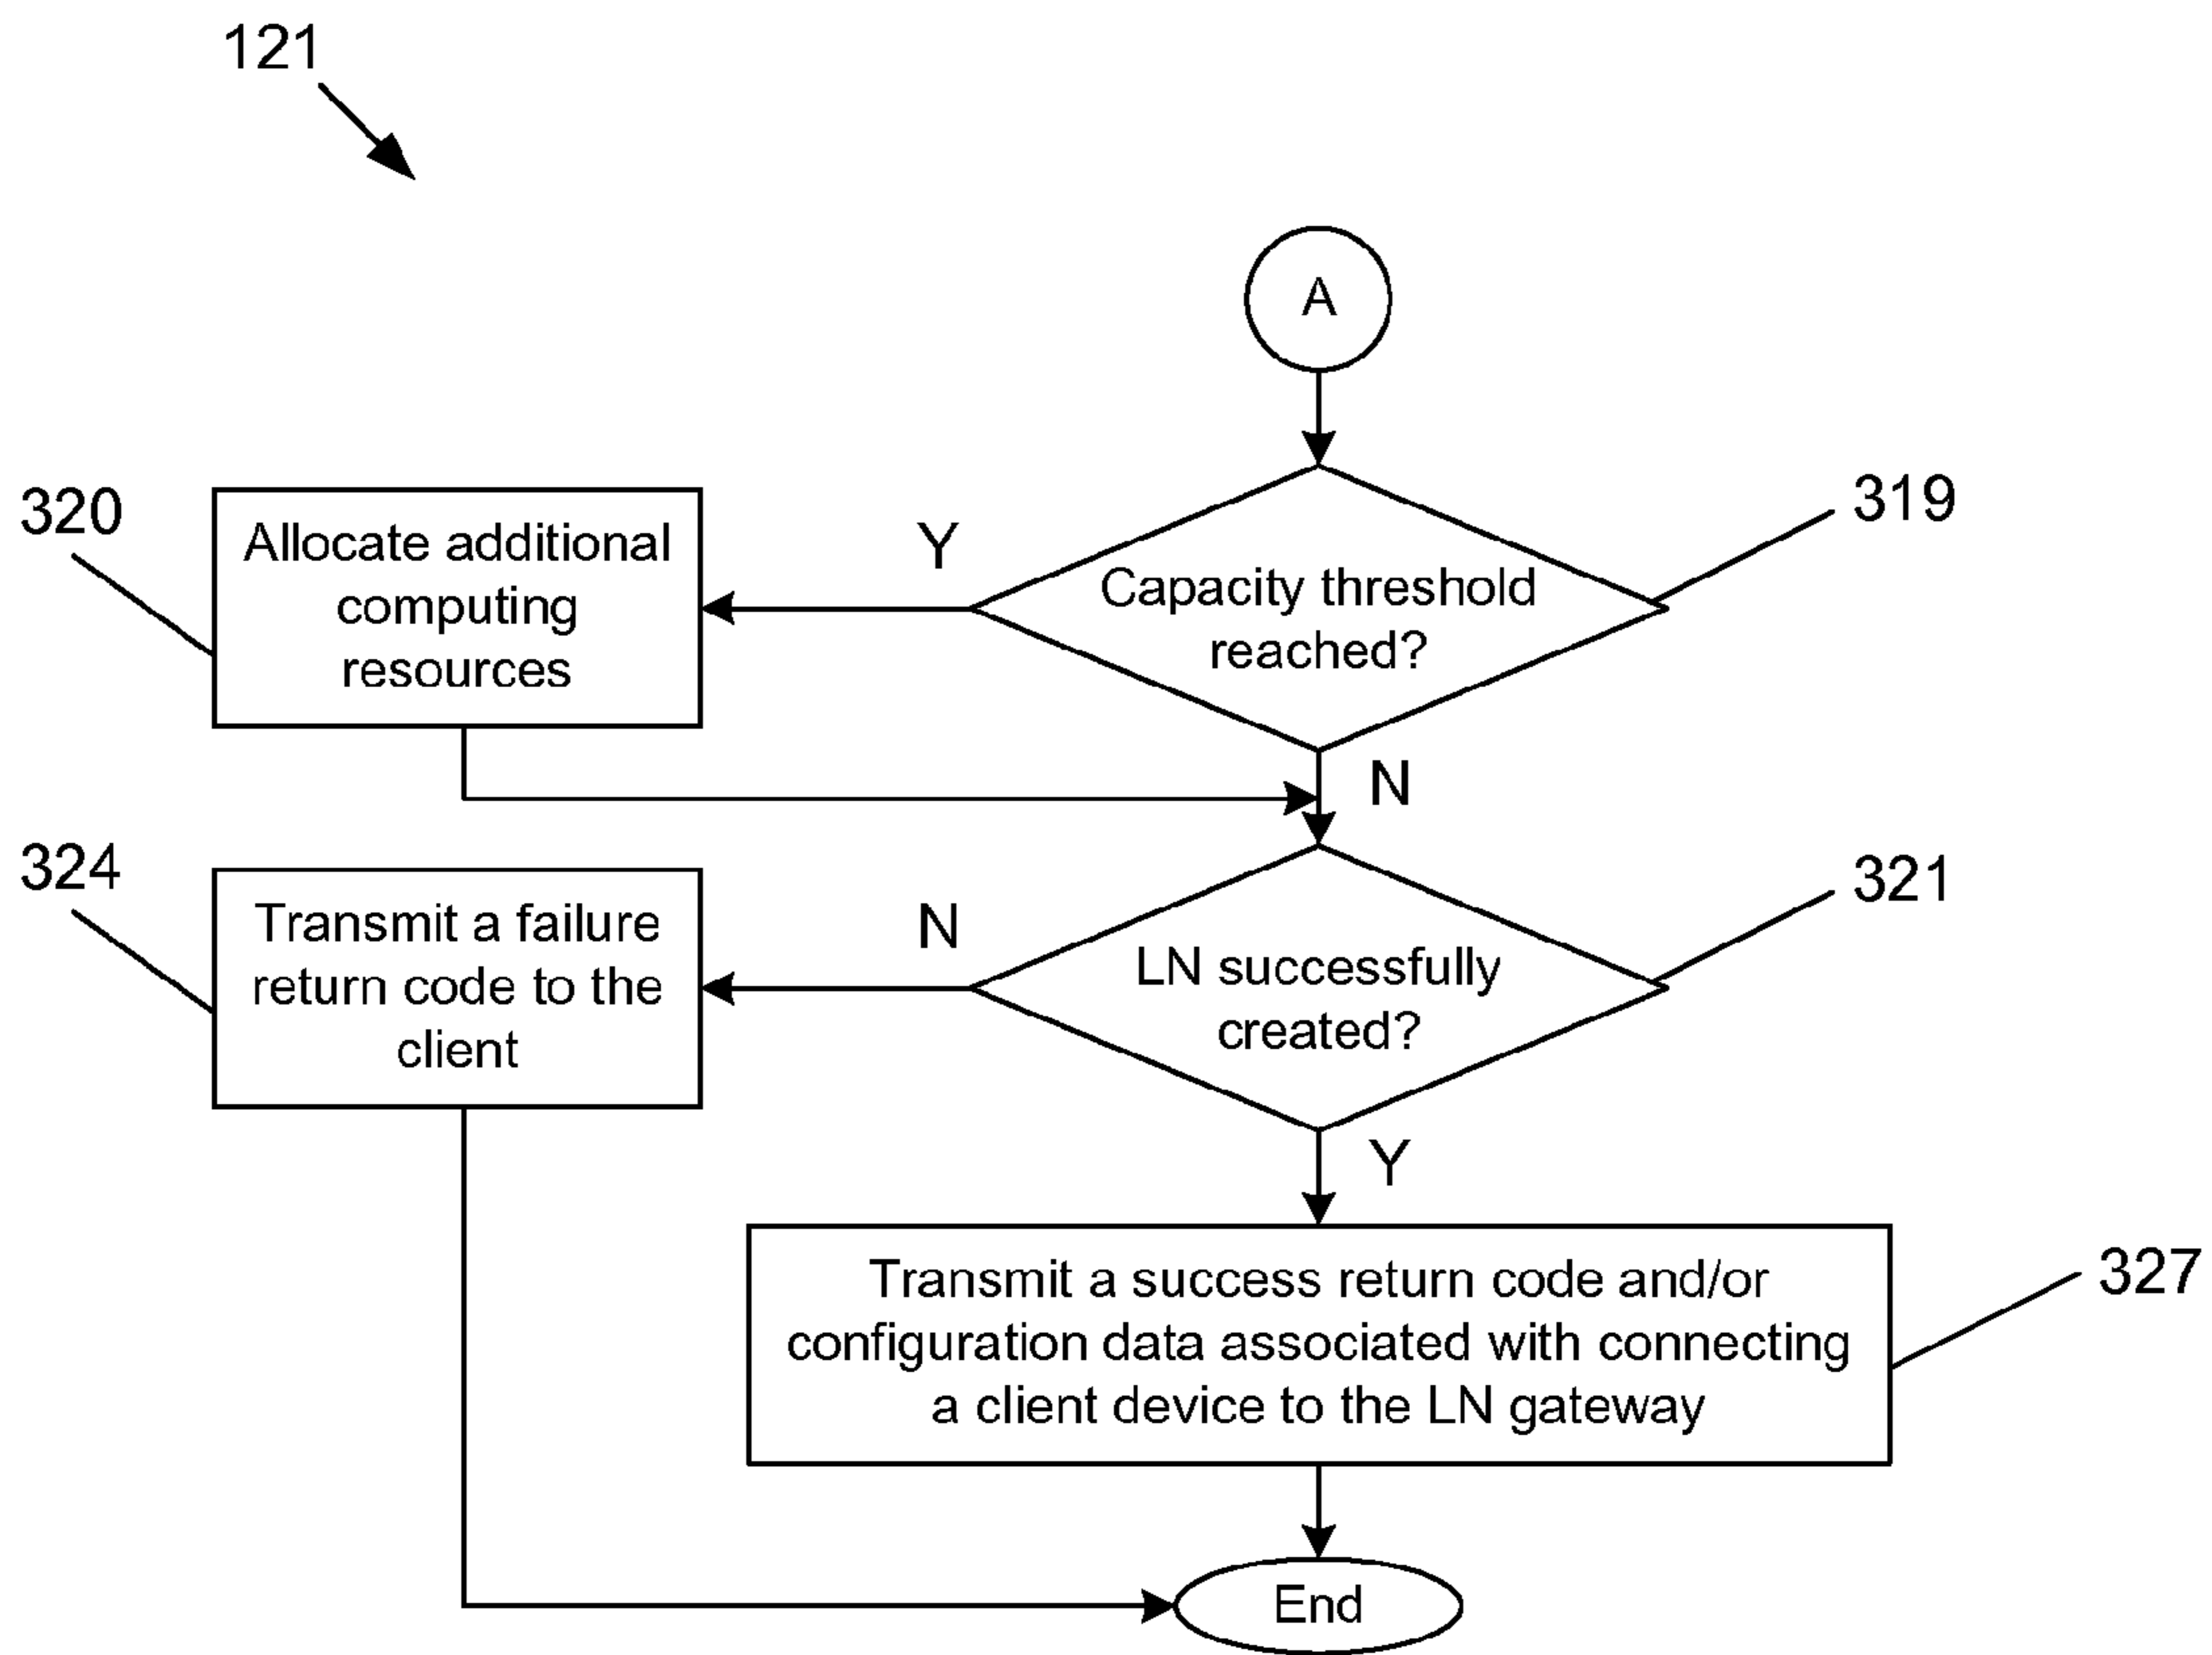 121
A
320
Allocate additional
computing
resources
Y
Capacity threshold
reached?
319
N
324
Transmit a failure
return code to the
client
N
LN successfully
created?
321
Y
Transmit a success return code and/or
configuration data associated with connecting
a client device to the LN gateway
327
End